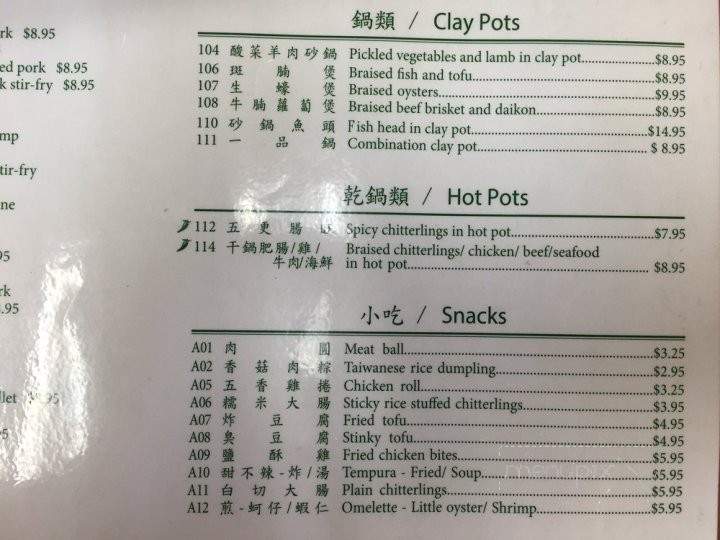 rk $8.95
ed pork $8.95
k stir-fry $8.95
mp
tir-fry
ne
95
rk
.95
llet
95
鍋類 / Clay Pots
104 酸菜羊肉砂鍋 Pickled vegetables and lamb in clay pot $8.95
106 斑腩煲 Braised fish and tofu $8.95
107 生蠔煲 Braised oysters $9.95
108 牛腩蘿蔔煲 Braised beef brisket and daikon $8.95
110 砂鍋魚頭 Fish head in clay pot $14.95
111 一品鍋 Combination clay pot $8.95
乾鍋類 / Hot Pots
112 五更腸 Spicy chitterlings in hot pot $7.95
114 干鍋肥腸/雞/ Braised chitterlings/ chicken/ beef/seafood
牛肉/海鮮 in hot pot $8.95
小吃 / Snacks
A01 肉圓 Meat ball $3.25
A02 香菇肉粽 Taiwanese rice dumpling $2.95
A05 五香雞捲 Chicken roll $3.25
A06 糯米大腸 Sticky rice stuffed chitterlings $3.95
A07 炸豆腐 Fried tofu $4.95
A08 臭豆腐 Stinky tofu $4.95
A09 鹽酥雞 Fried chicken bites $5.95
A10 甜不辣-炸/湯 Tempura - Fried/ Soup $5.95
A11 白切大腸 Plain chitterlings $5.95
A12 煎-蚵仔/蝦仁 Omelette - Little oyster/ Shrimp $5.95
menupix